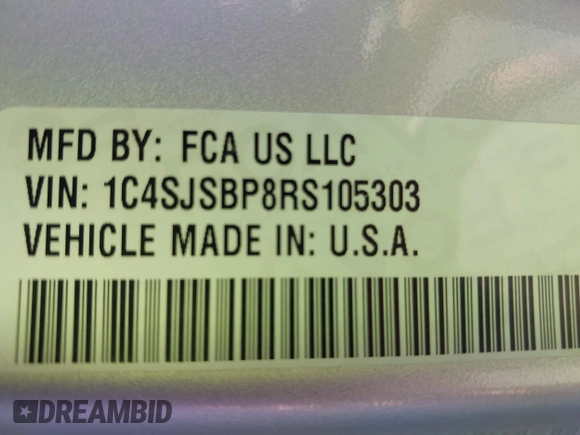 MFD BY: FCA US LLC
VIN: 1C4SJSBP8RS105303
VEHICLE MADE IN: U.S.A.
DREAMBID